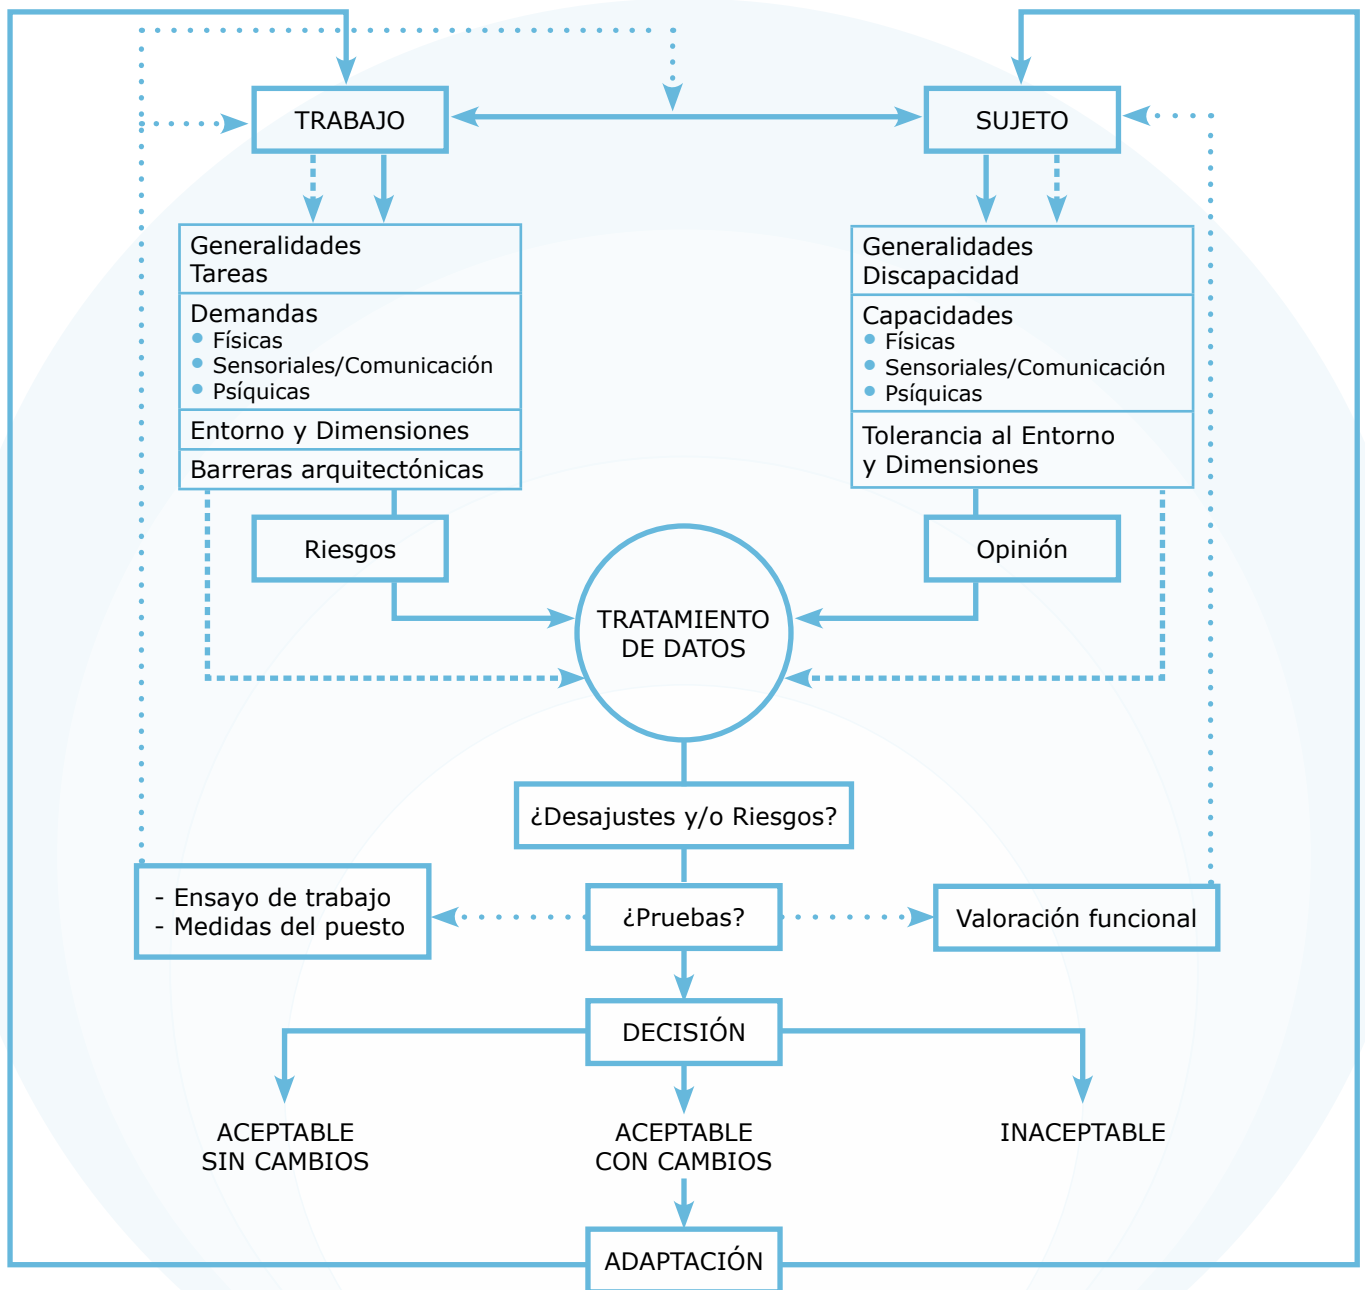 TRABAJO
SUJETO
Generalidades
Tareas
Demandas
• Físicas
• Sensoriales/Comunicación
• Psíquicas
Entorno y Dimensiones
Barreras arquitectónicas
Generalidades
Discapacidad
Capacidades
• Físicas
• Sensoriales/Comunicación
• Psíquicas
Tolerancia al Entorno
y Dimensiones
Riesgos
Opinión
TRATAMIENTO
DE DATOS
¿Desajustes y/o Riesgos?
- Ensayo de trabajo
- Medidas del puesto
¿Pruebas?
Valoración funcional
DECISIÓN
ACEPTABLE
SIN CAMBIOS
ACEPTABLE
CON CAMBIOS
INACEPTABLE
ADAPTACIÓN